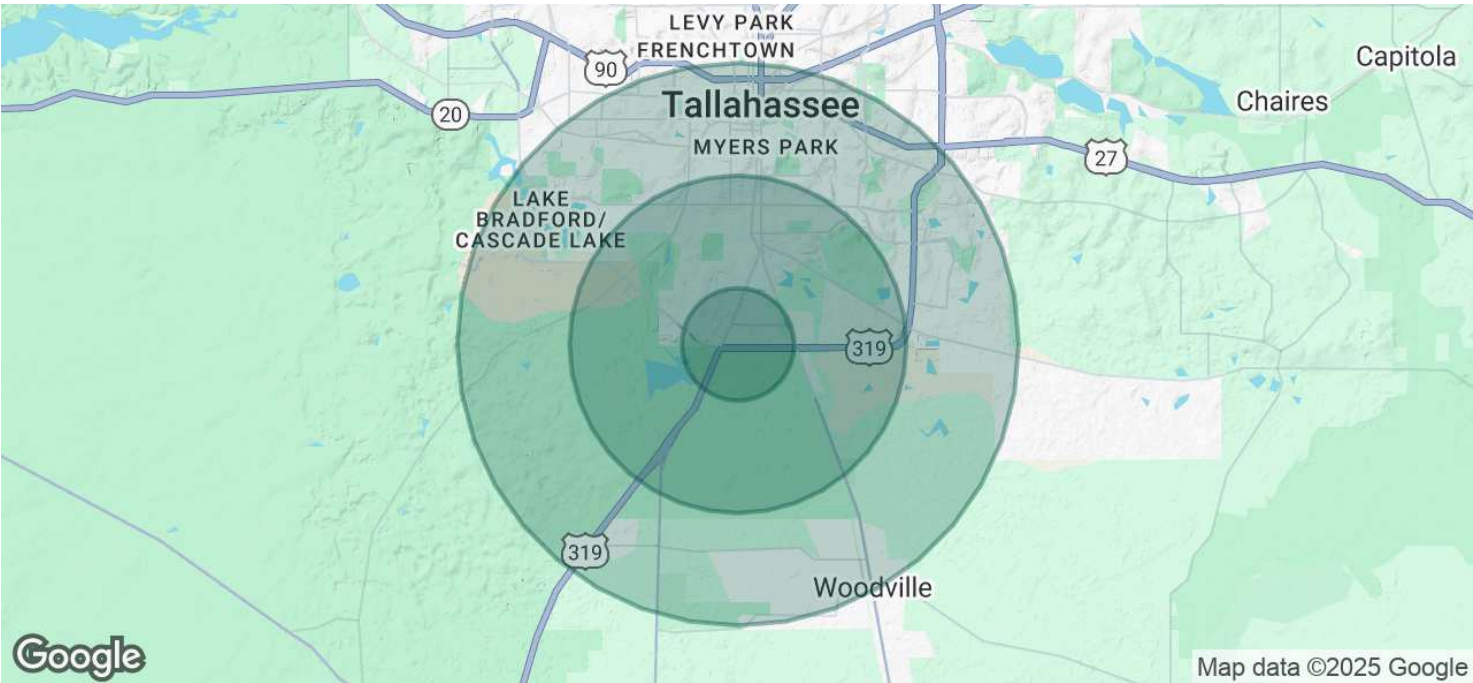 LEVY PARK
FRENCHTOWN
90
Capitola
20
Tallahassee
Chaires
MYERS PARK
27
LAKE
BRADFORD/
CASCADE LAKE
319
319
Woodville
Google
Map data ©2025 Google